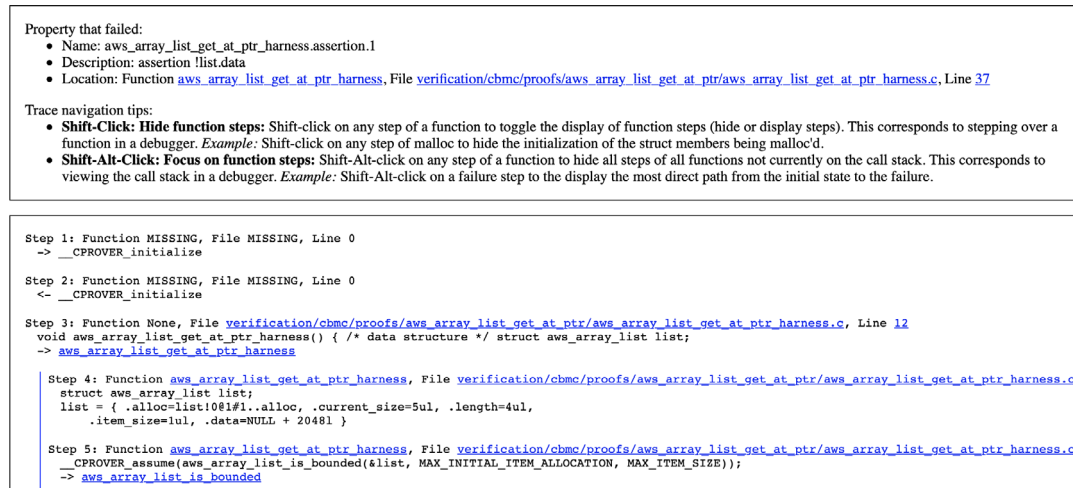 Property that failed:
• Name: aws_array_list_get_at_ptr_harness.assertion.1
• Description: assertion !list.data
• Location: Function aws_array_list_get_at_ptr_harness, File verification/cbmc/proofs/aws_array_list_get_at_ptr/aws_array_list_get_at_ptr_harness.c, Line 37
Trace navigation tips:
• Shift-Click: Hide function steps: Shift-click on any step of a function to toggle the display of function steps (hide or display steps). This corresponds to stepping over a
function in a debugger. Example: Shift-click on any step of malloc to hide the initialization of the struct members being malloc'd.
• Shift-Alt-Click: Focus on function steps: Shift-Alt-click on any step of a function to hide all steps of all functions not currently on the call stack. This corresponds to
viewing the call stack in a debugger. Example: Shift-Alt-click on a failure step to the display the most direct path from the initial state to the failure.
Step 1: Function MISSING, File MISSING, Line 0
-> __CPROVER_initialize
Step 2: Function MISSING, File MISSING, Line 0
<- __CPROVER_initialize
Step 3: Function None, File verification/cbmc/proofs/aws_array_list_get_at_ptr/aws_array_list_get_at_ptr_harness.c, Line 12
void aws_array_list_get_at_ptr_harness() { /* data structure */ struct aws_array_list list;
-> aws_array_list_get_at_ptr_harness
Step 4: Function aws_array_list_get_at_ptr_harness, File verification/cbmc/proofs/aws_array_list_get_at_ptr/aws_array_list_get_at_ptr_harness.c
struct aws_array_list list;
list = { .alloc=list!0@1#1..alloc, .current_size=5ul, .length=4ul,
.item_size=1ul, .data=NULL + 2048l }
Step 5: Function aws_array_list_get_at_ptr_harness, File verification/cbmc/proofs/aws_array_list_get_at_ptr/aws_array_list_get_at_ptr_harness.c
__CPROVER_assume(aws_array_list_is_bounded(&list, MAX_INITIAL_ITEM_ALLOCATION, MAX_ITEM_SIZE));
-> aws_array_list_is_bounded